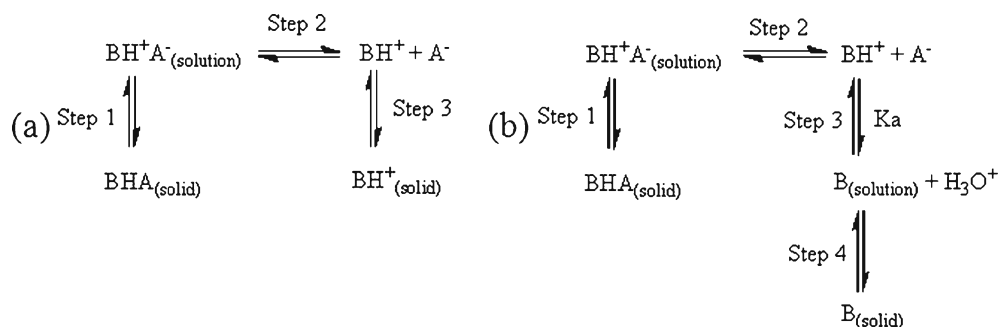 (a)
BH⁺A⁻(solution)
Step 2
BH⁺ + A⁻
Step 1
Step 3
BHA(solid)
BH⁺(solid)
(b)
BH⁺A⁻(solution)
Step 2
BH⁺ + A⁻
Step 1
Step 3
Ka
BHA(solid)
B(solution) + H₃O⁺
Step 4
B(solid)